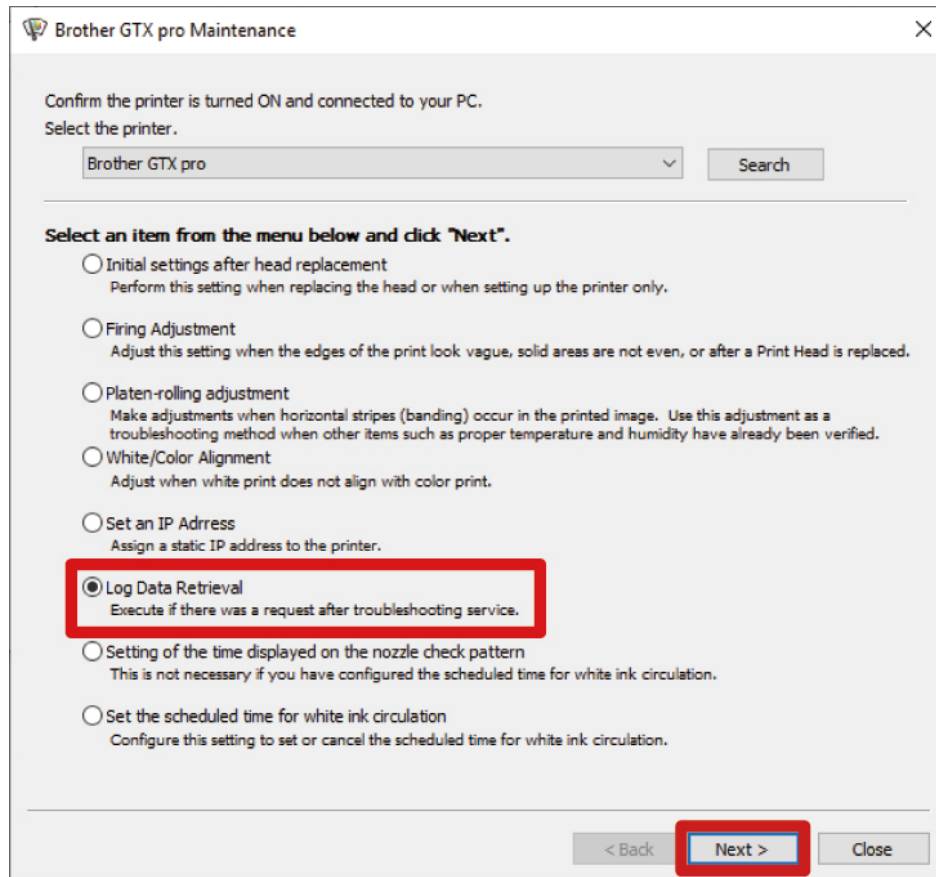 Brother GTX pro Maintenance
Confirm the printer is turned ON and connected to your PC.
Select the printer.
Brother GTX pro
Search
Select an item from the menu below and click "Next".
Initial settings after head replacement
Perform this setting when replacing the head or when setting up the printer only.
Firing Adjustment
Adjust this setting when the edges of the print look vague, solid areas are not even, or after a Print Head is replaced.
Platen-rolling adjustment
Make adjustments when horizontal stripes (banding) occur in the printed image. Use this adjustment as a
troubleshooting method when other items such as proper temperature and humidity have already been verified.
White/Color Alignment
Adjust when white print does not align with color print.
Set an IP Adrress
Assign a static IP address to the printer.
Log Data Retrieval
Execute if there was a request after troubleshooting service.
Setting of the time displayed on the nozzle check pattern
This is not necessary if you have configured the scheduled time for white ink circulation.
Set the scheduled time for white ink circulation
Configure this setting to set or cancel the scheduled time for white ink circulation.
< Back
Next >
Close